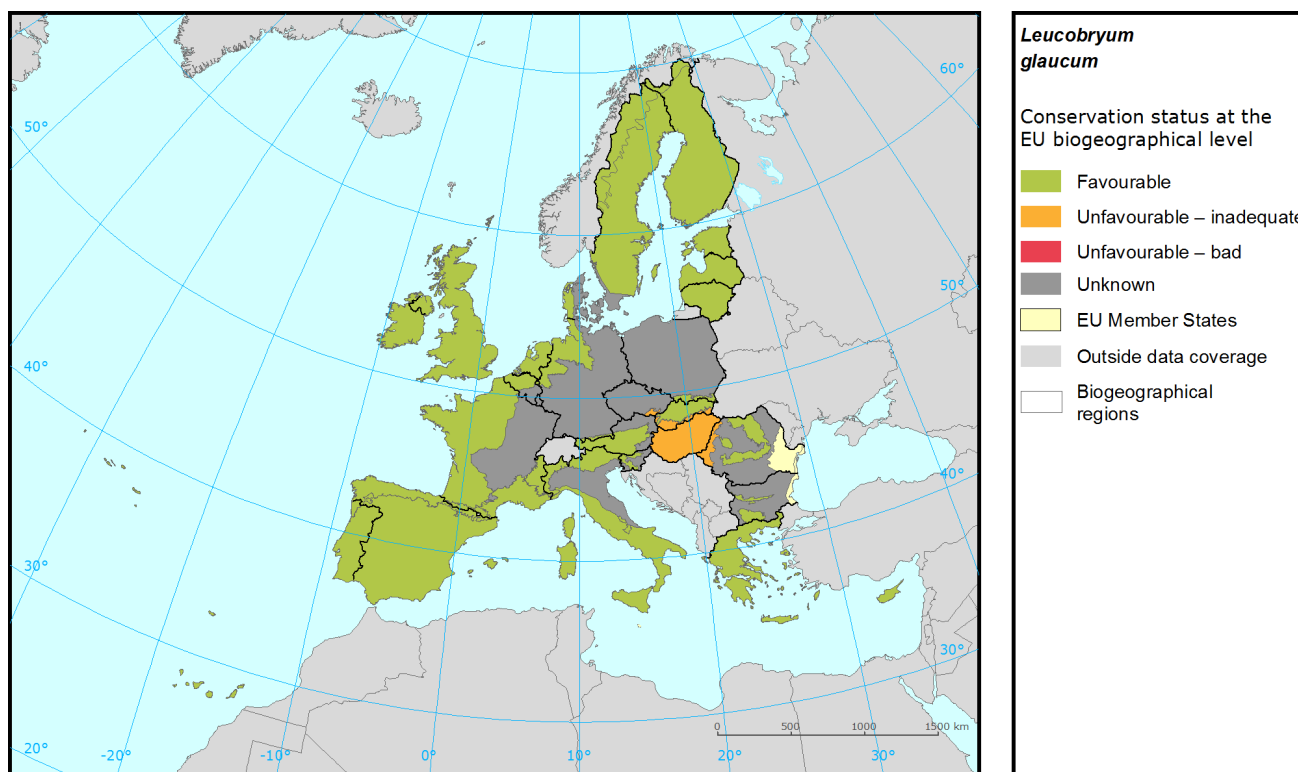 Leucobryum
glaucum
Conservation status at the
EU biogeographical level
Favourable
Unfavourable – inadequate
Unfavourable – bad
Unknown
EU Member States
Outside data coverage
Biogeographical
regions
60°
50°
50°
40°
40°
30°
30°
20°
-20°
-10°
0°
10°
20°
30°
0 500 1000 1500 km